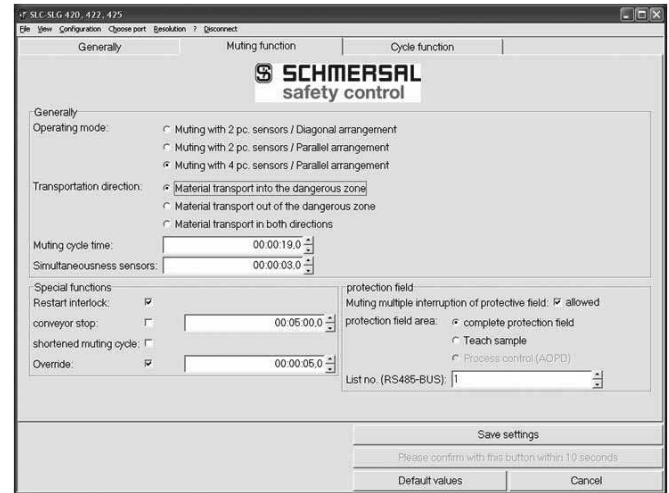 SLC-SLG 420, 422, 425
File View Configuration Choose port Resolution ? Disconnect
Generally Muting function Cycle function
SCHMERSAL
safety control
Generally
Operating mode: Muting with 2 pc. sensors / Diagonal arrangement
Muting with 2 pc. sensors / Parallel arrangement
Muting with 4 pc. sensors / Parallel arrangement
Transportation direction: Material transport into the dangerous zone
Material transport out of the dangerous zone
Material transport in both directions
Muting cycle time: 00:00:19,0
Simultaneousness sensors: 00:00:03,0
Special functions
Restart interlock:
conveyor stop: 00:05:00,0
shortened muting cycle:
Override: 00:00:05,0
protection field
Muting multiple interruption of protective field: allowed
protection field area: complete protection field
Teach sample
Process control (AOPD)
List no. (RS485-BUS): 1
Save settings
Please confirm with this button within 10 seconds
Default values Cancel